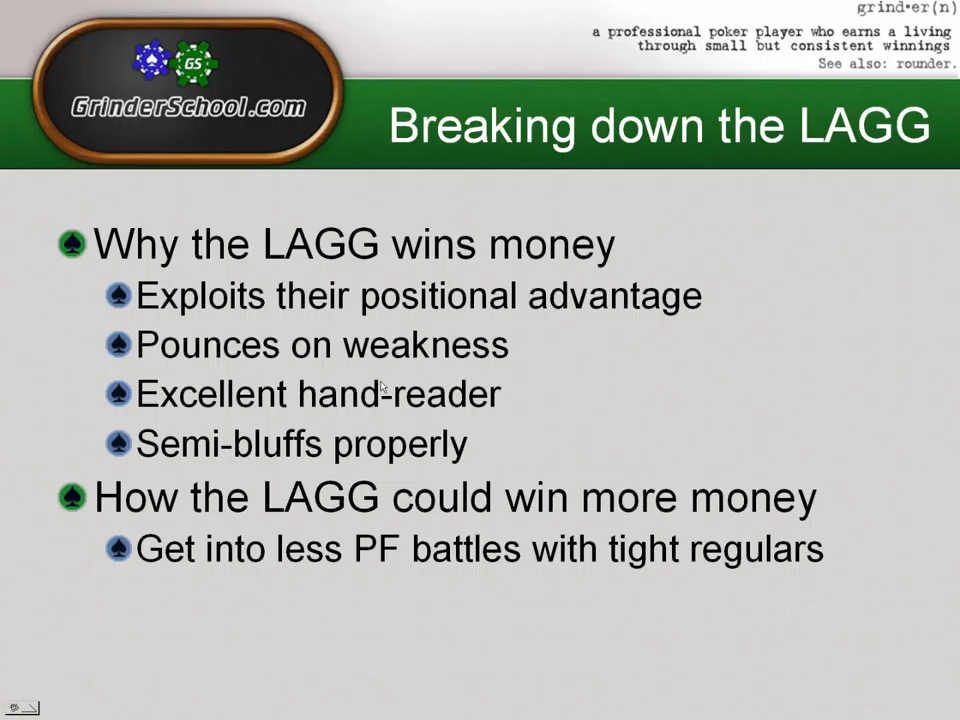 grind•er(n)
a professional poker player who earns a living
through small but consistent winnings
See also: rounder.
GS
GrinderSchool.com
Breaking down the LAGG
Why the LAGG wins money
Exploits their positional advantage
Pounces on weakness
Excellent hand-reader
Semi-bluffs properly
How the LAGG could win more money
Get into less PF battles with tight regulars